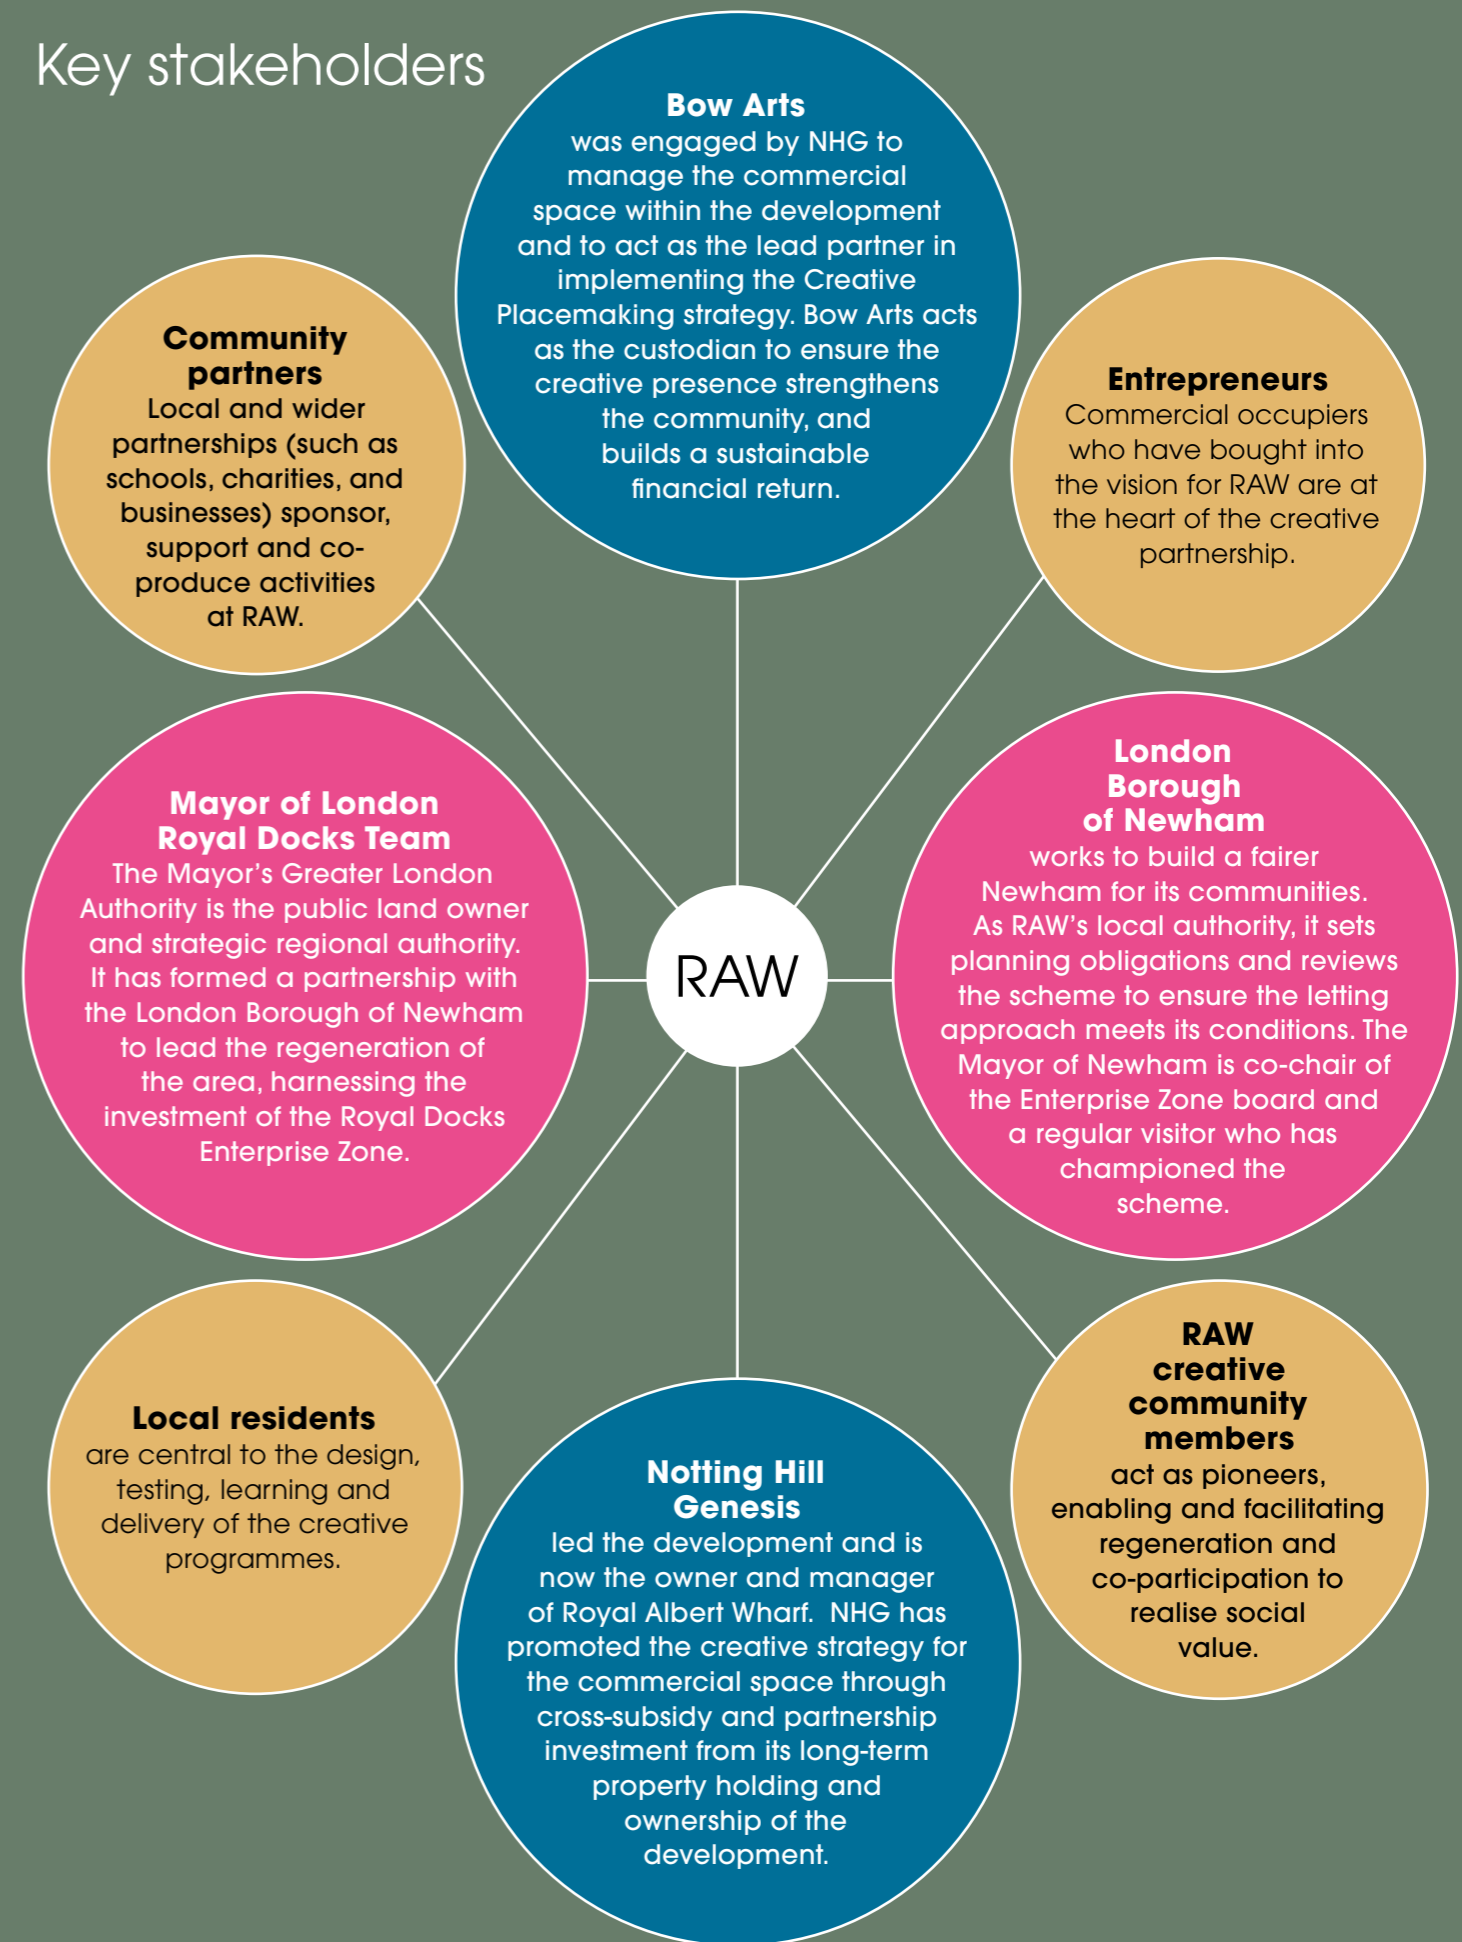 Key stakeholders
Bow Arts
was engaged by NHG to
manage the commercial
space within the development
and to act as the lead partner in
implementing the Creative
Placemaking strategy. Bow Arts acts
as the custodian to ensure the
creative presence strengthens
the community, and
builds a sustainable
financial return.
Community
partners
Local and wider
partnerships (such as
schools, charities, and
businesses) sponsor,
support and co-
produce activities
at RAW.
Entrepreneurs
Commercial occupiers
who have bought into
the vision for RAW are at
the heart of the creative
partnership.
Mayor of London
Royal Docks Team
The Mayor’s Greater London
Authority is the public land owner
and strategic regional authority.
It has formed a partnership with
the London Borough of Newham
to lead the regeneration of
the area, harnessing the
investment of the Royal Docks
Enterprise Zone.
RAW
London
Borough
of Newham
works to build a fairer
Newham for its communities.
As RAW’s local authority, it sets
planning obligations and reviews
the scheme to ensure the letting
approach meets its conditions. The
Mayor of Newham is co-chair of
the Enterprise Zone board and
a regular visitor who has
championed the
scheme.
Local residents
are central to the design,
testing, learning and
delivery of the creative
programmes.
Notting Hill
Genesis
led the development and is
now the owner and manager
of Royal Albert Wharf.  NHG has
promoted the creative strategy for
the commercial space through
cross-subsidy and partnership
investment from its long-term
property holding and
ownership of the
development.
RAW
creative
community
members
act as pioneers,
enabling and facilitating
regeneration and
co-participation to
realise social
value.